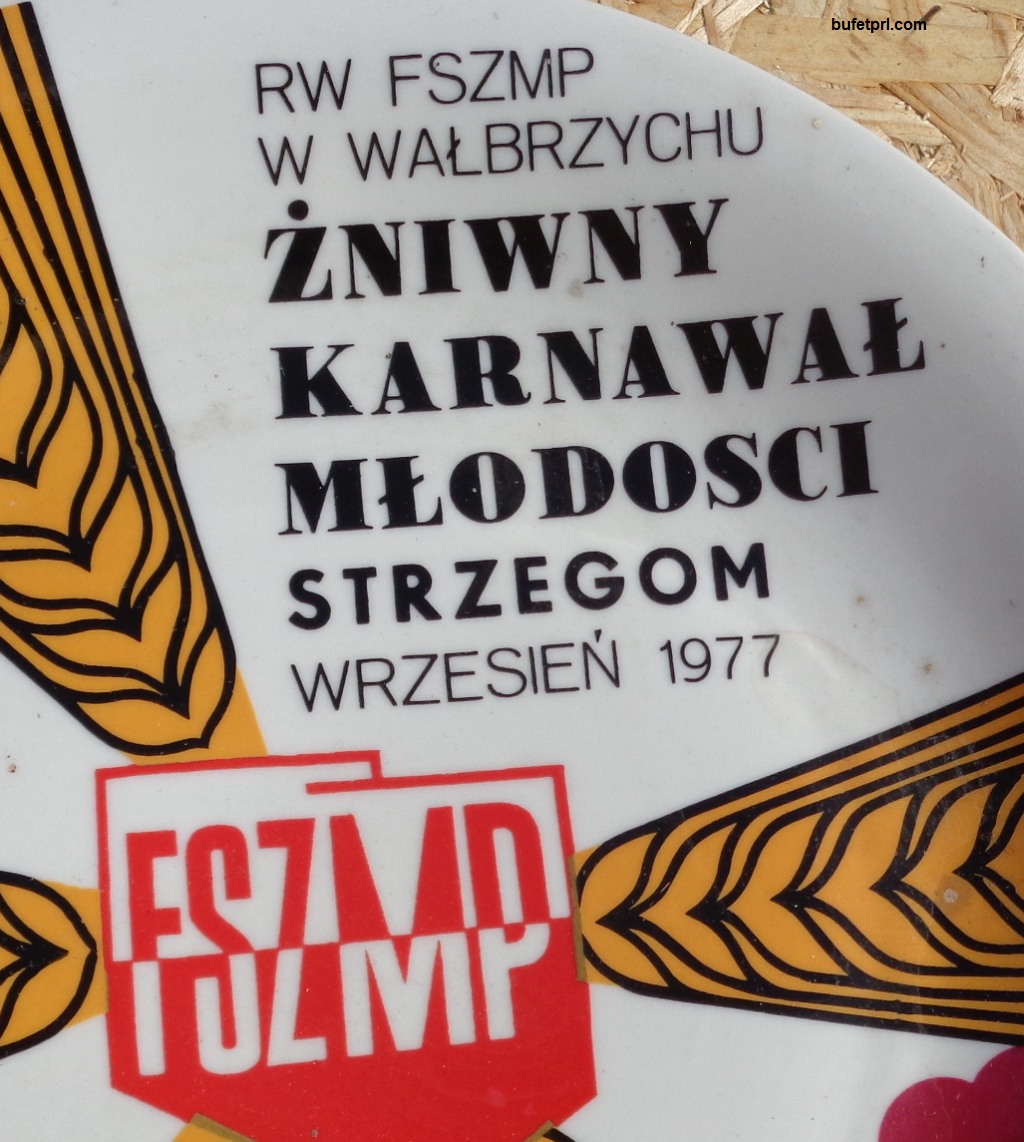 bufetprl.com
RW FSZMP
W WAŁBRZYCHU
ŻNIWNY
KARNAWAŁ
MŁODOSCI
STRZEGOM
WRZESIEŃ 1977
FSZMP